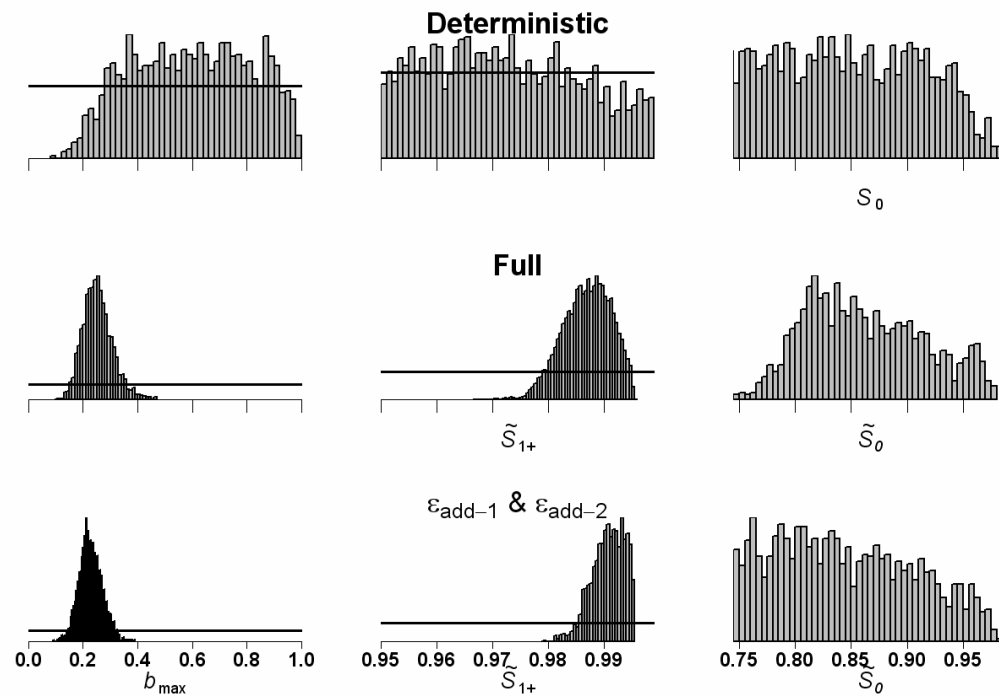 Deterministic
S₀
Full
S̃₁₊ S̃₀
εadd−1 & εadd−2
0.0 0.2 0.4 0.6 0.8 1.0 0.95 0.96 0.97 0.98 0.99 0.75 0.80 0.85 0.90 0.95
bmax S̃₁₊ S̃₀